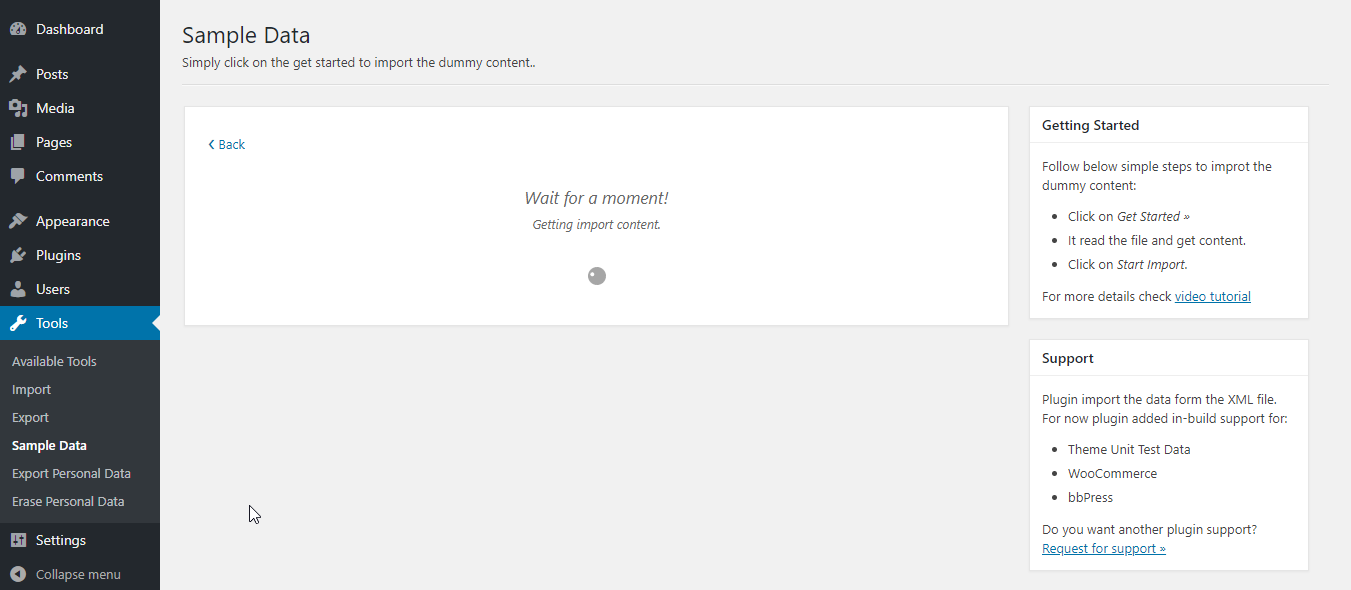 Dashboard
Posts
Media
Pages
Comments
Appearance
Plugins
Users
Tools
Available Tools
Import
Export
Sample Data
Export Personal Data
Erase Personal Data
Settings
Collapse menu
Sample Data
Simply click on the get started to import the dummy content..
Back
Wait for a moment!
Getting import content.
Getting Started
Follow below simple steps to improt the
dummy content:
Click on Get Started »
It read the file and get content.
Click on Start Import.
For more details check video tutorial
Support
Plugin import the data form the XML file.
For now plugin added in-build support for:
Theme Unit Test Data
WooCommerce
bbPress
Do you want another plugin support?
Request for support »